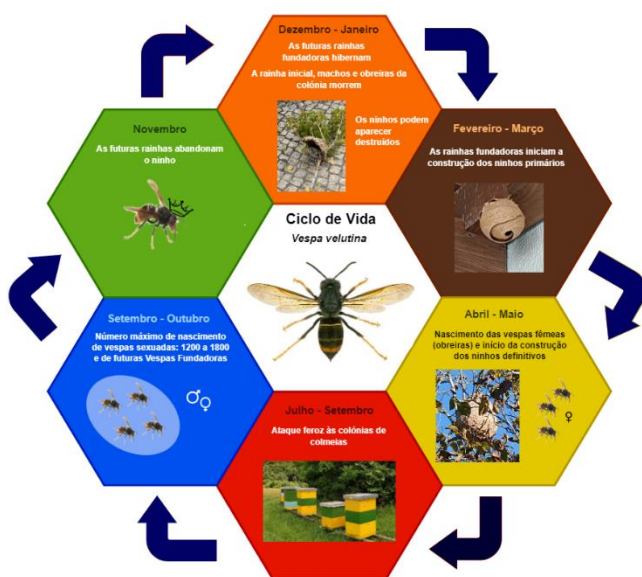 Dezembro - Janeiro
As futuras rainhas
fundadoras hibernam
A rainha inicial, machos e obreiras da
colónia morrem
Os ninhos podem
aparecer
destruídos
Fevereiro - Março
As rainhas fundadoras iniciam a
construção dos ninhos primários
Abril - Maio
Nascimento das vespas fêmeas
(obreiras) e início da construção
dos ninhos definitivos
♀
Julho - Setembro
Ataque feroz às colónias de
colmeias
Setembro - Outubro
Número máximo de nascimento
de vespas sexuadas: 1200 a 1800
e de futuras Vespas Fundadoras
♂♀
Novembro
As futuras rainhas abandonam
o ninho
Ciclo de Vida
Vespa velutina